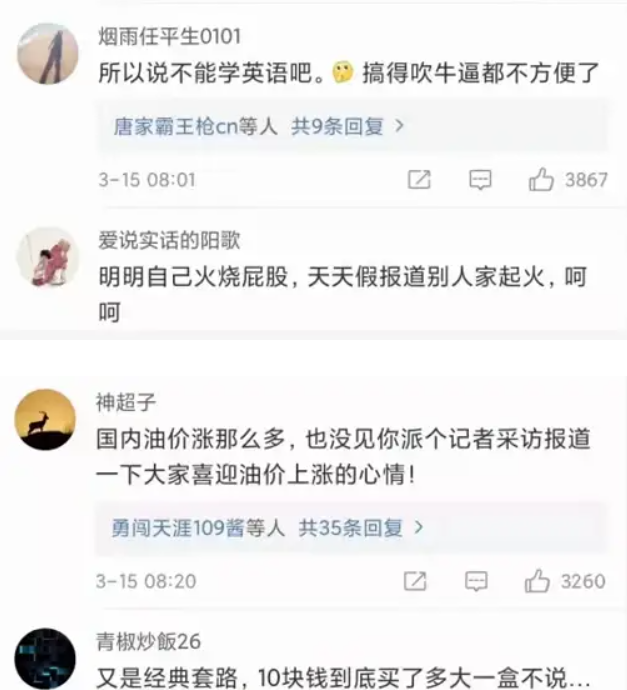 烟雨任平生0101
所以说不能学英语吧。🤔 搞得吹牛逼都不方便了
唐家霸王枪cn等人 共9条回复 >
3-15 08:01 3867
爱说实话的阳歌
明明自己火烧屁股，天天假报道别人家起火，呵
呵
神超子
国内油价涨那么多，也没见你派个记者采访报道
一下大家喜迎油价上涨的心情！
勇闯天涯109酱等人 共35条回复 >
3-15 08:20 3260
青椒炒飯26
又是经典套路，10块钱到底买了多大一盒不说...